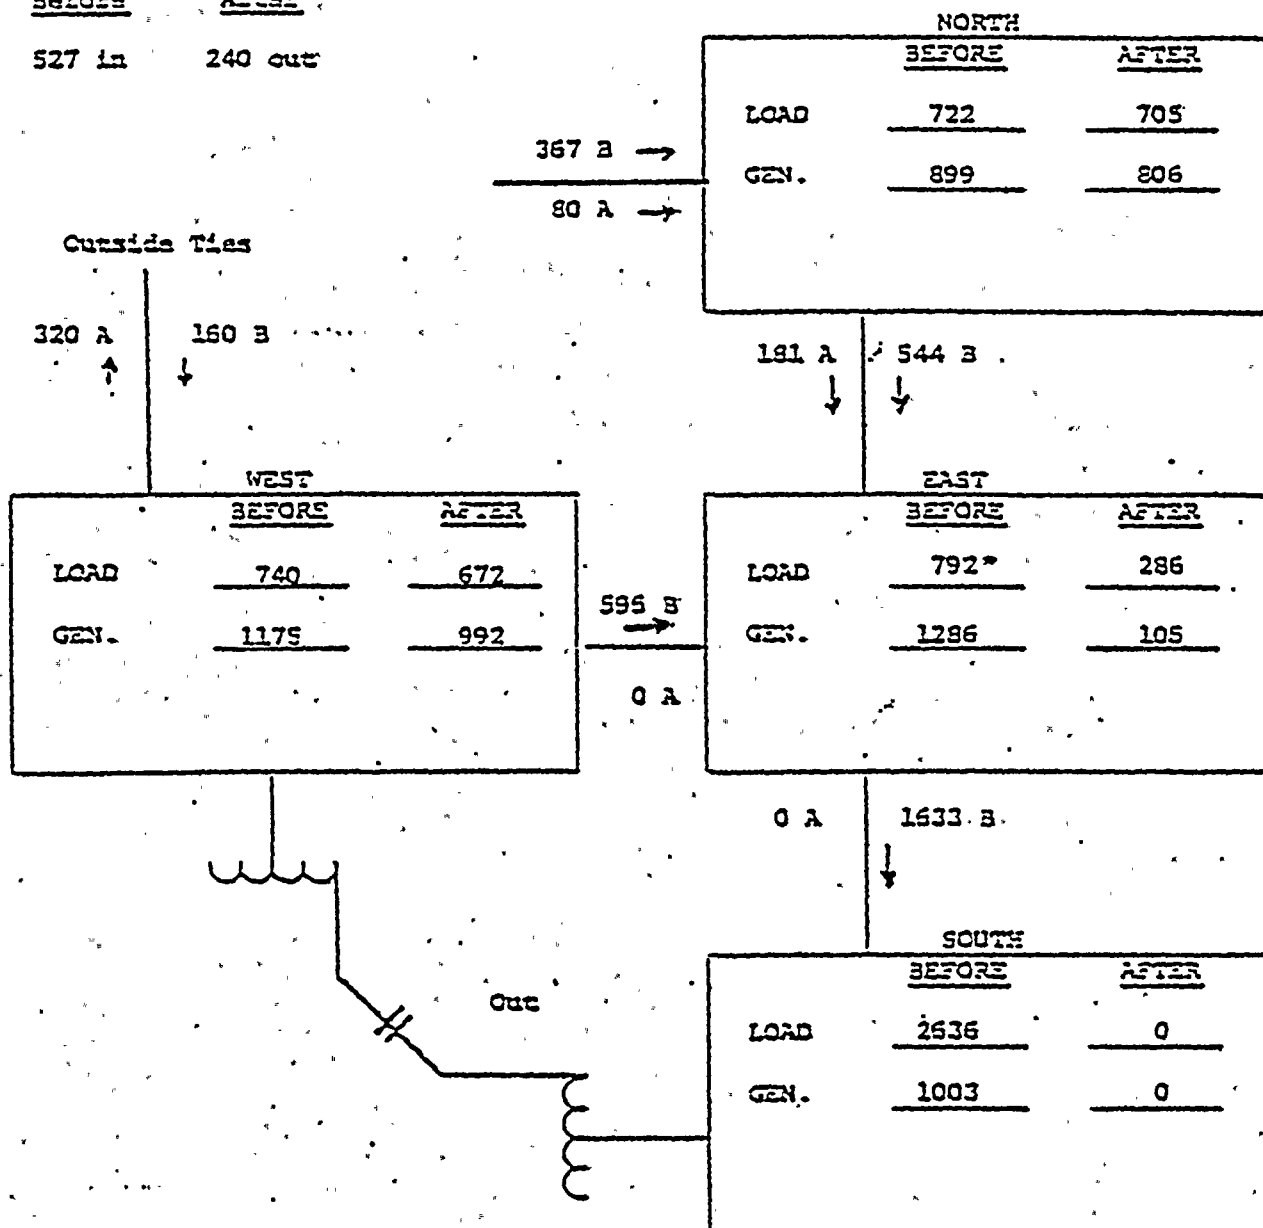 Before After
527 in 240 out
NORTH
BEFORE AFTER
LOAD 722 705
GEN. 899 806
367 B
80 A
Outside Ties
320 A 160 B
181 A 544 B
WEST
BEFORE AFTER
LOAD 740 672
GEN. 1175 992
595 B
0 A
EAST
BEFORE AFTER
LOAD 792* 286
GEN. 1286 105
0 A 1633 B
Out
SOUTH
BEFORE AFTER
LOAD 2636 0
GEN. 1003 0